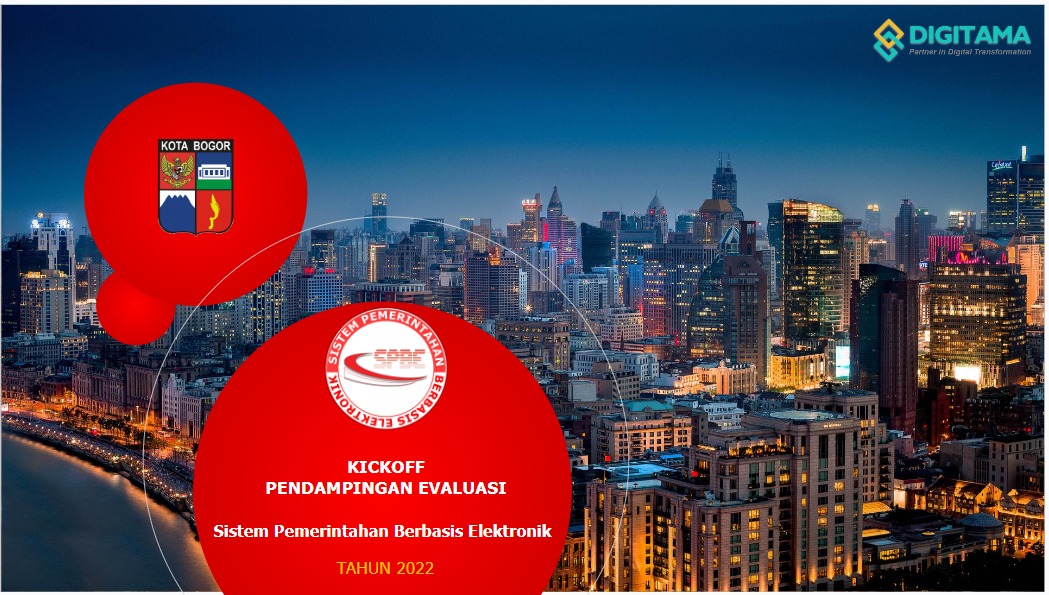 DIGITAMA
Partner in Digital Transformation
KOTA BOGOR
SISTEM PEMERINTAHAN BERBASIS ELEKTRONIK
SPBE
KICKOFF
PENDAMPINGAN EVALUASI
Sistem Pemerintahan Berbasis Elektronik
TAHUN 2022